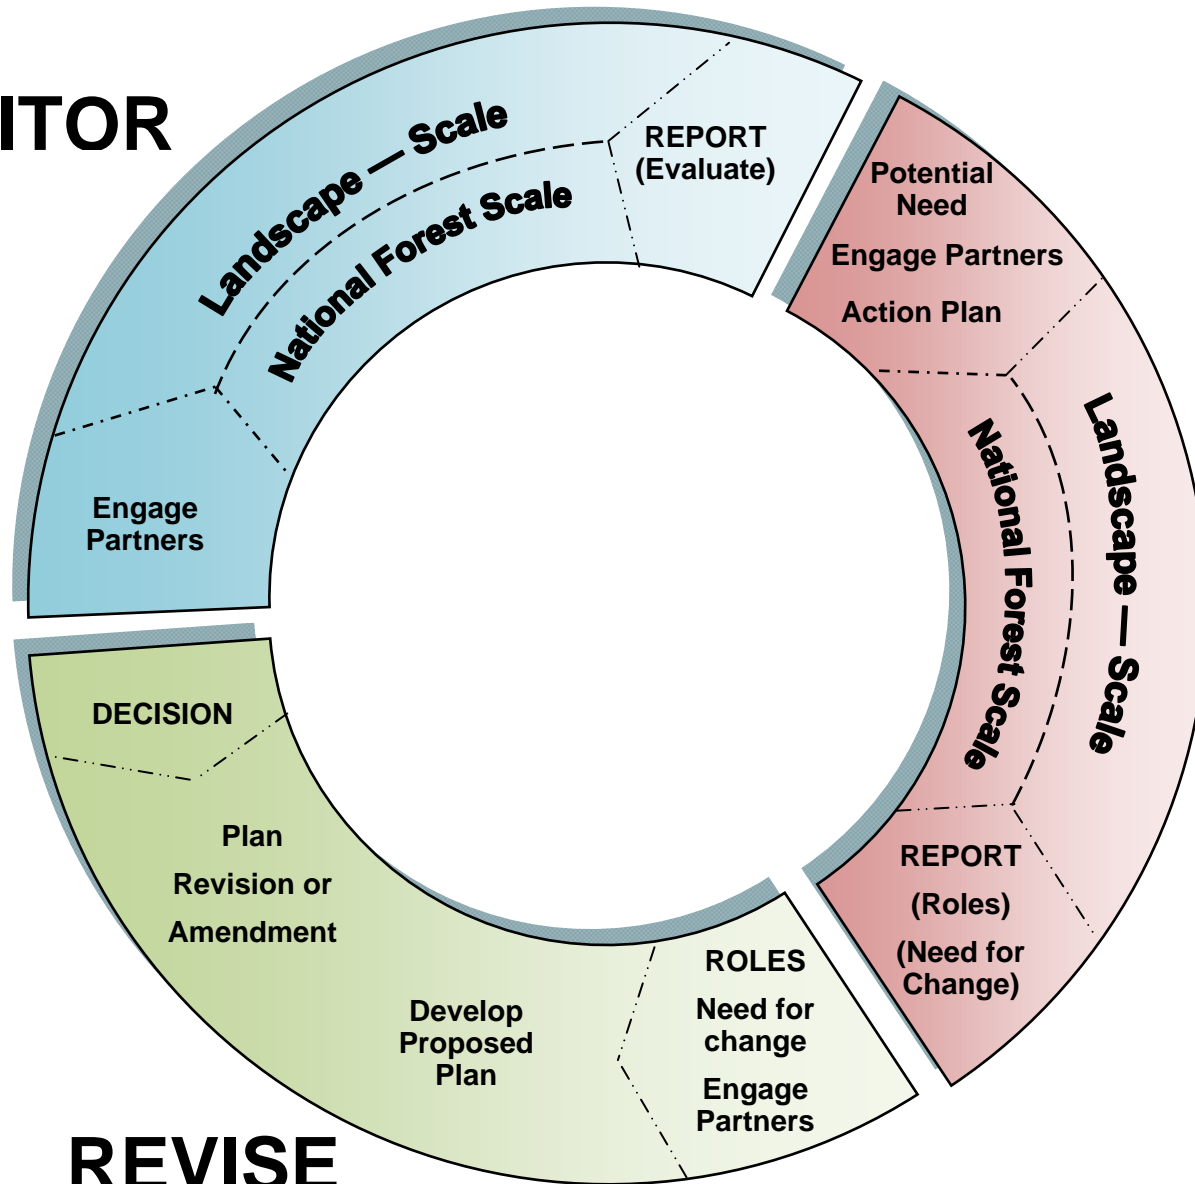 ITOR
Landscape — Scale
National Forest Scale
REPORT
(Evaluate)
Engage
Partners
Potential
Need
Engage Partners
Action Plan
Landscape — Scale
National Forest Scale
REPORT
(Roles)
(Need for
Change)
ROLES
Need for
change
Engage
Partners
Develop
Proposed
Plan
Plan
Revision or
Amendment
DECISION
REVISE